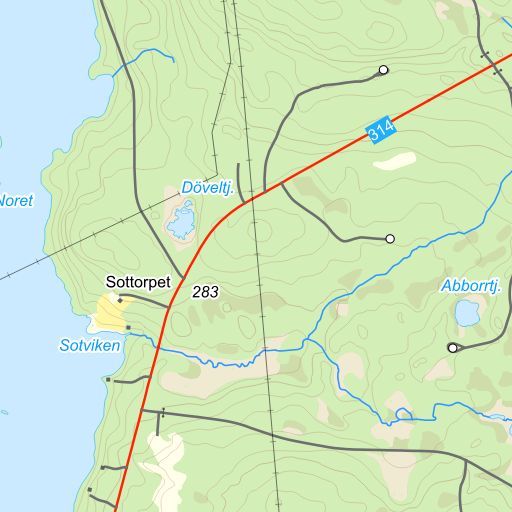 314
Döveltj.
Noret
Sottorpet
283
Abborrtj.
Sotviken